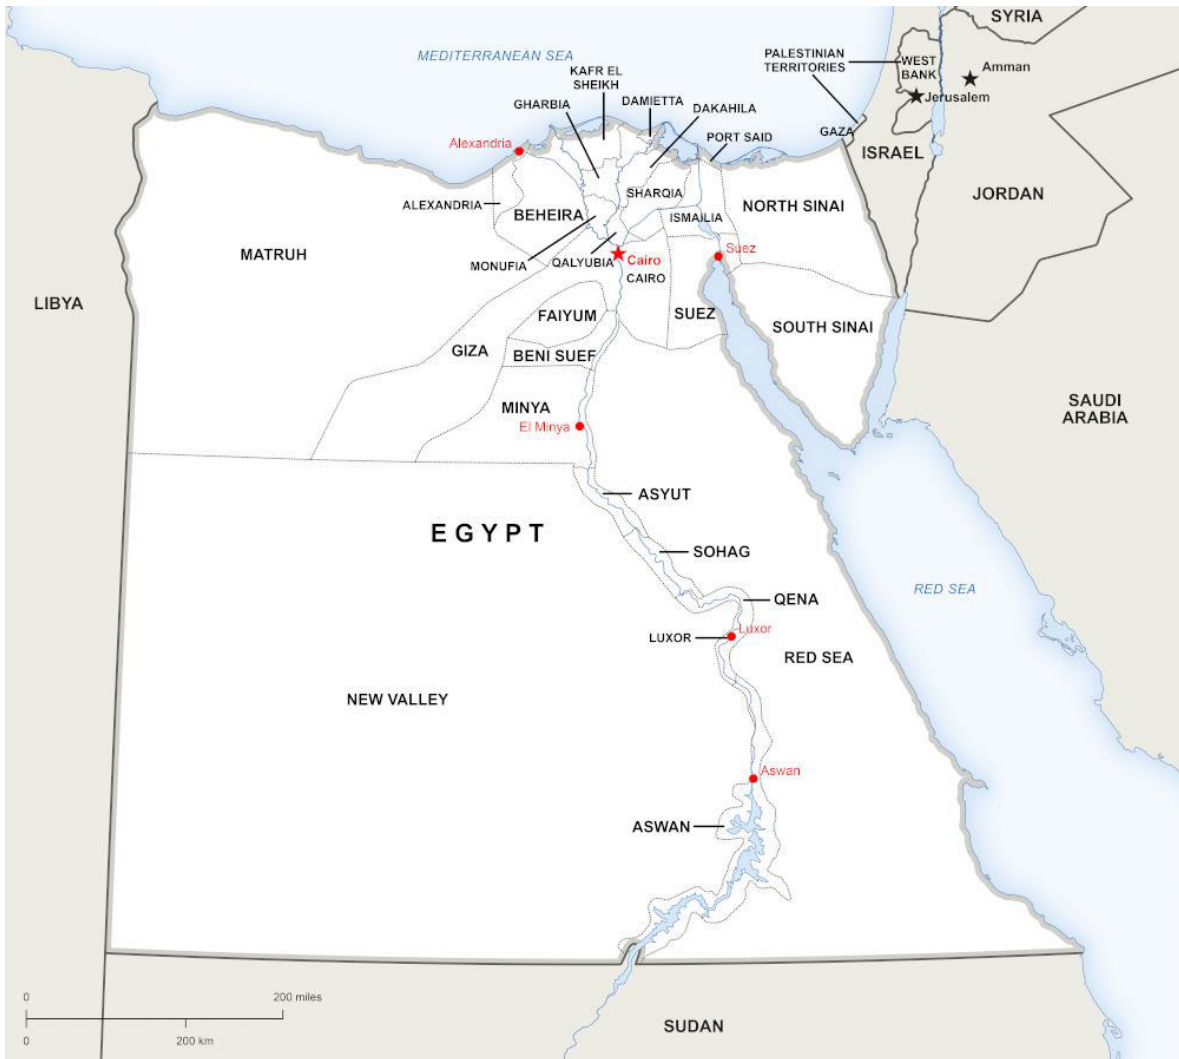 SYRIA
MEDITERRANEAN SEA
PALESTINIAN
TERRITORIES
WEST
BANK
Amman
KAFR EL
SHEIKH
GHARBIA
DAMIETTA
DAKAHILA
Jerusalem
PORT SAID
GAZA
Alexandria
ISRAEL
JORDAN
ALEXANDRIA
BEHEIRA
SHARQIA
NORTH SINAI
ISMAILIA
MATRUH
MONUFIA
QALYUBIA
Cairo
CAIRO
Suez
LIBYA
FAIYUM
SUEZ
SOUTH SINAI
GIZA
BENI SUEF
MINYA
El Minya
SAUDI
ARABIA
ASYUT
EGYPT
SOHAG
RED SEA
QENA
LUXOR
Luxor
RED SEA
NEW VALLEY
Aswan
ASWAN
0
200 miles
0
200 km
SUDAN